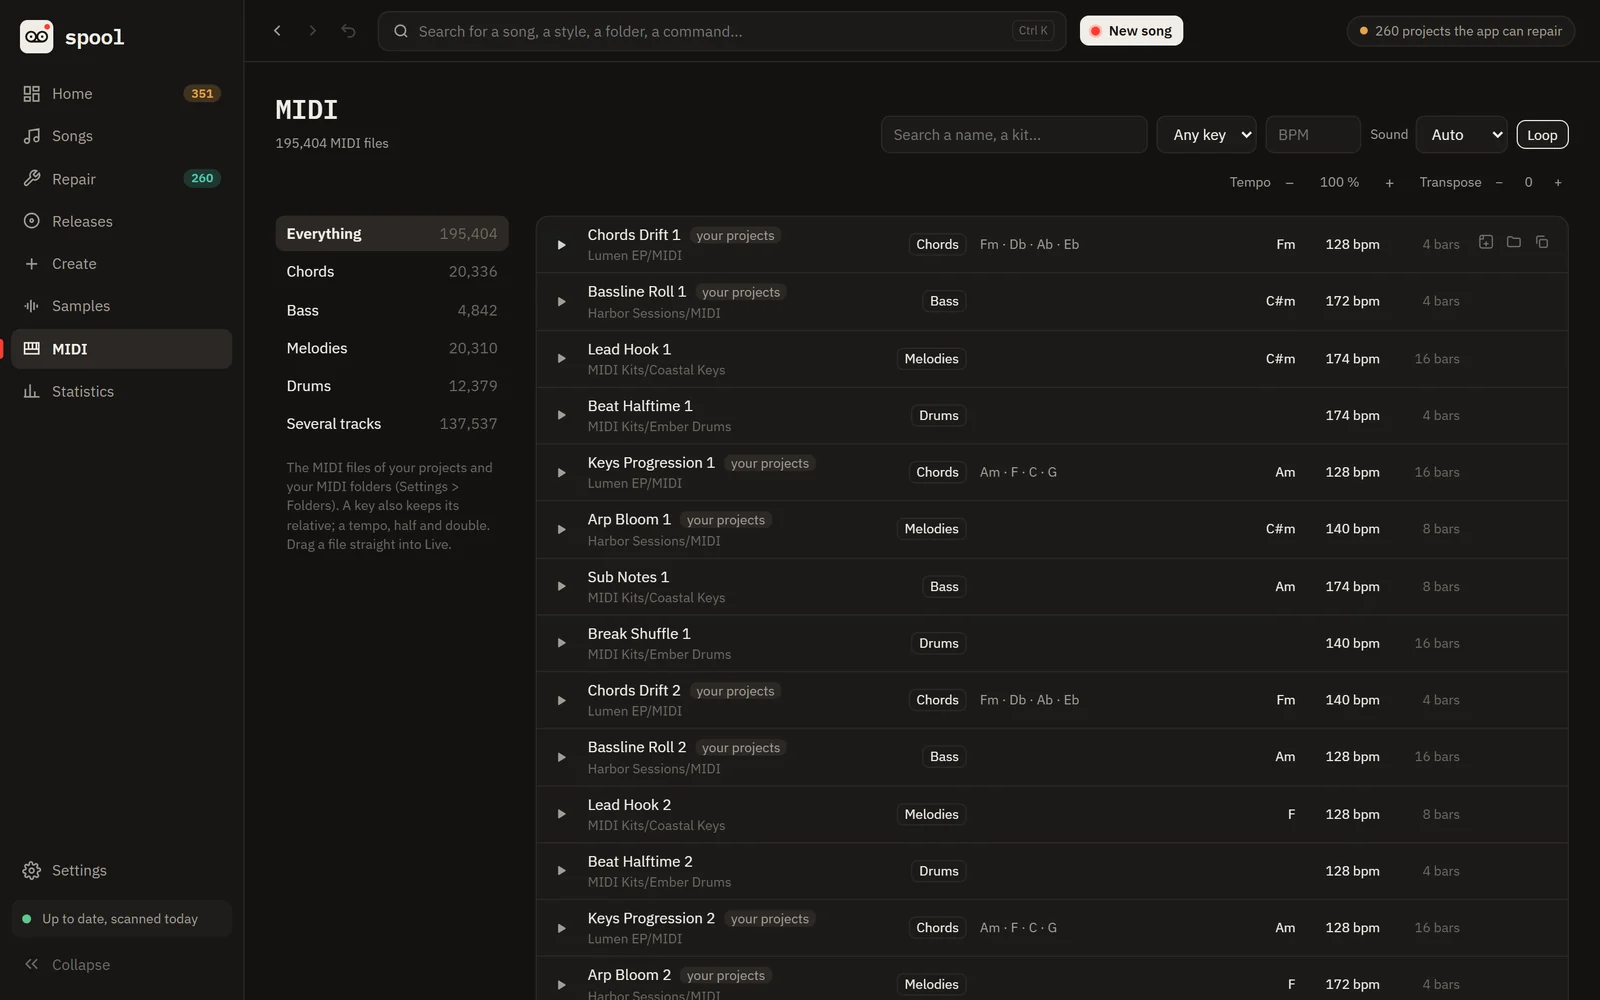 spool
Home 351
Songs
Repair 260
Releases
Create
Samples
MIDI
Statistics
Settings
Up to date, scanned today
Collapse
Search for a song, a style, a folder, a command... Ctrl K
New song
260 projects the app can repair
MIDI
195,404 MIDI files
Search a name, a kit... Any key BPM Sound Auto Loop
Tempo − 100 % + Transpose − 0 +
Everything 195,404
Chords 20,336
Bass 4,842
Melodies 20,310
Drums 12,379
Several tracks 137,537
The MIDI files of your projects and
your MIDI folders (Settings >
Folders). A key also keeps its
relative; a tempo, half and double.
Drag a file straight into Live.
Chords Drift 1 your projects Chords Fm · Db · Ab · Eb Fm 128 bpm 4 bars
Lumen EP/MIDI
Bassline Roll 1 your projects Bass C#m 172 bpm 4 bars
Harbor Sessions/MIDI
Lead Hook 1 Melodies C#m 174 bpm 16 bars
MIDI Kits/Coastal Keys
Beat Halftime 1 Drums 174 bpm 4 bars
MIDI Kits/Ember Drums
Keys Progression 1 your projects Chords Am · F · C · G Am 128 bpm 16 bars
Lumen EP/MIDI
Arp Bloom 1 your projects Melodies C#m 140 bpm 8 bars
Harbor Sessions/MIDI
Sub Notes 1 Bass Am 174 bpm 8 bars
MIDI Kits/Coastal Keys
Break Shuffle 1 Drums 140 bpm 16 bars
MIDI Kits/Ember Drums
Chords Drift 2 your projects Chords Fm · Db · Ab · Eb Fm 140 bpm 4 bars
Lumen EP/MIDI
Bassline Roll 2 your projects Bass Am 128 bpm 16 bars
Harbor Sessions/MIDI
Lead Hook 2 Melodies F 128 bpm 8 bars
MIDI Kits/Coastal Keys
Beat Halftime 2 Drums 128 bpm 4 bars
MIDI Kits/Ember Drums
Keys Progression 2 your projects Chords Am · F · C · G Am 128 bpm 16 bars
Lumen EP/MIDI
Arp Bloom 2 your projects Melodies F 172 bpm 4 bars
Harbor Sessions/MIDI